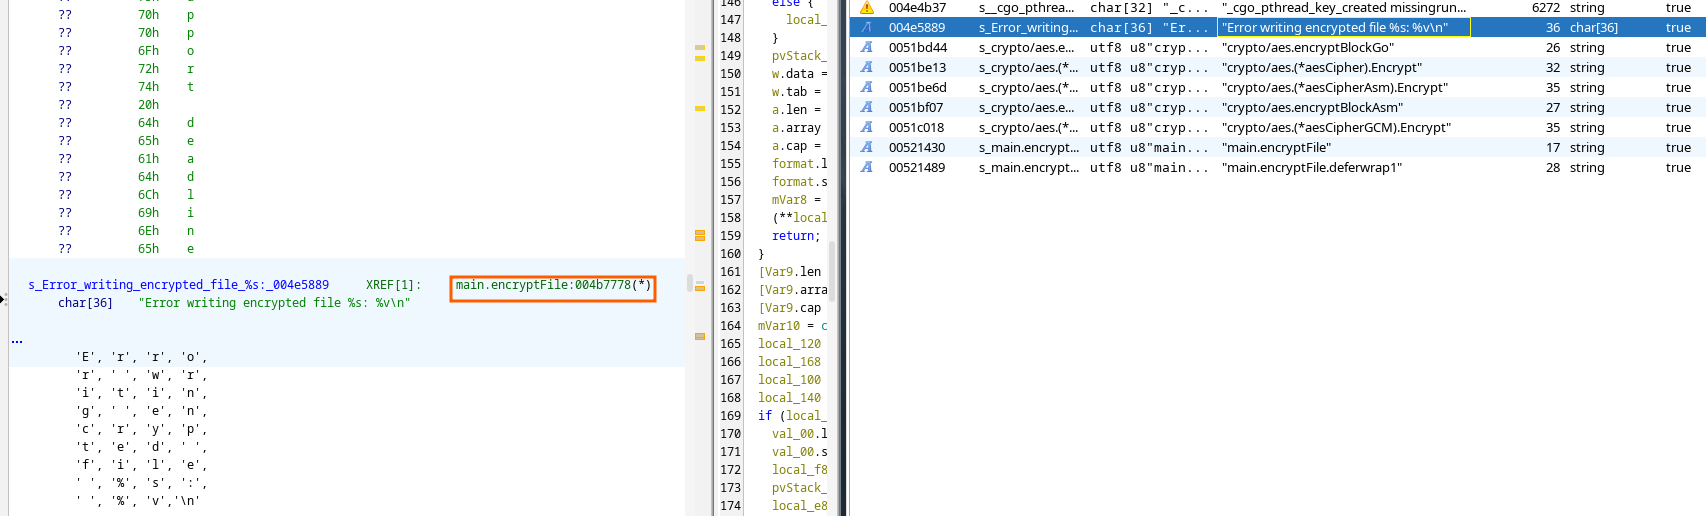 ?? 70h p
?? 70h p
?? 6Fh o
?? 72h r
?? 74h t
?? 20h
?? 64h d
?? 65h e
?? 61h a
?? 64h d
?? 6Ch l
?? 69h i
?? 6Eh n
?? 65h e
s_Error_writing_encrypted_file_%s:_004e5889 XREF[1]: main.encryptFile:004b7778(*)
char[36] "Error writing encrypted file %s: %v\n"
...
'E', 'r', 'r', 'o',
'r', ' ', 'w', 'r',
'i', 't', 'i', 'n',
'g', ' ', 'e', 'n',
'c', 'r', 'y', 'p',
't', 'e', 'd', ' ',
'f', 'i', 'l', 'e',
' ', '%', 's', ':',
' ', '%', 'v','\n'
146 else {
147 local_
148 }
149 pvStack_
150 w.data =
151 w.tab =
152 a.len =
153 a.array
154 a.cap =
155 format.l
156 format.s
157 mVar8 =
158 (**local
159 return;
160 }
161 [Var9.len
162 [Var9.arra
163 [Var9.cap
164 mVar10 = c
165 local_120
166 local_168
167 local_100
168 local_140
169 if (local_
170 val_00.l
171 val_00.s
172 local_f8
173 pvStack_
174 local_e8
004e4b37 s__cgo_pthrea... char[32] "_c... "_cgo_pthread_key_created missingrun... 6272 string true
004e5889 s_Error_writing... char[36] "Er... "Error writing encrypted file %s: %v\n" 36 char[36] true
0051bd44 s_crypto/aes.e... utf8 u8"cryp... "crypto/aes.encryptBlockGo" 26 string true
0051be13 s_crypto/aes.(*... utf8 u8"cryp... "crypto/aes.(*aesCipher).Encrypt" 32 string true
0051be6d s_crypto/aes.(*... utf8 u8"cryp... "crypto/aes.(*aesCipherAsm).Encrypt" 35 string true
0051bf07 s_crypto/aes.e... utf8 u8"cryp... "crypto/aes.encryptBlockAsm" 27 string true
0051c018 s_crypto/aes.(*... utf8 u8"cryp... "crypto/aes.(*aesCipherGCM).Encrypt" 35 string true
00521430 s_main.encrypt... utf8 u8"main... "main.encryptFile" 17 string true
00521489 s_main.encrypt... utf8 u8"main... "main.encryptFile.deferwrap1" 28 string true